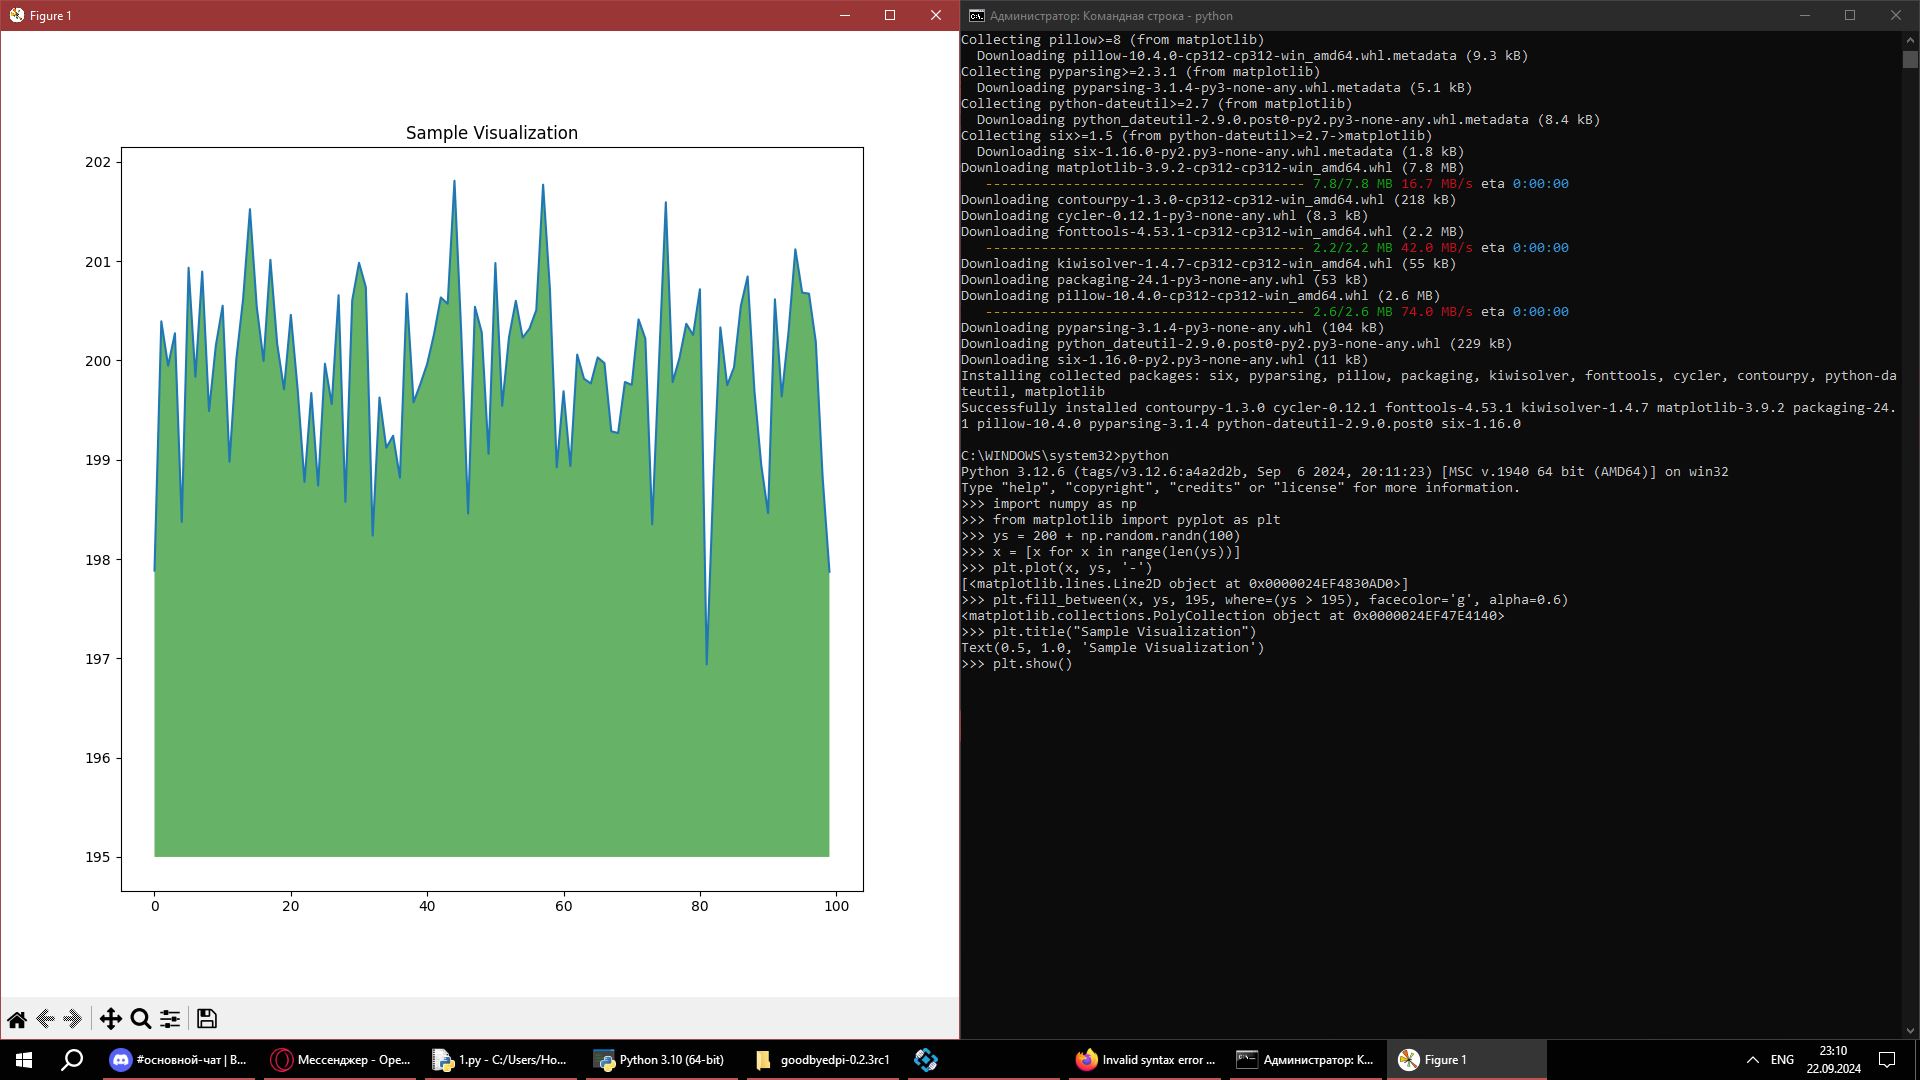 Figure 1
Sample Visualization
202
201
200
199
198
197
196
195
0 20 40 60 80 100
Администратор: Командная строка - python
Collecting pillow>=8 (from matplotlib)
  Downloading pillow-10.4.0-cp312-cp312-win_amd64.whl.metadata (9.3 kB)
Collecting pyparsing>=2.3.1 (from matplotlib)
  Downloading pyparsing-3.1.4-py3-none-any.whl.metadata (5.1 kB)
Collecting python-dateutil>=2.7 (from matplotlib)
  Downloading python_dateutil-2.9.0.post0-py2.py3-none-any.whl.metadata (8.4 kB)
Collecting six>=1.5 (from python-dateutil>=2.7->matplotlib)
  Downloading six-1.16.0-py2.py3-none-any.whl.metadata (1.8 kB)
Downloading matplotlib-3.9.2-cp312-cp312-win_amd64.whl (7.8 MB)
   ---------------------------------------- 7.8/7.8 MB 16.7 MB/s eta 0:00:00
Downloading contourpy-1.3.0-cp312-cp312-win_amd64.whl (218 kB)
Downloading cycler-0.12.1-py3-none-any.whl (8.3 kB)
Downloading fonttools-4.53.1-cp312-cp312-win_amd64.whl (2.2 MB)
   ---------------------------------------- 2.2/2.2 MB 42.0 MB/s eta 0:00:00
Downloading kiwisolver-1.4.7-cp312-cp312-win_amd64.whl (55 kB)
Downloading packaging-24.1-py3-none-any.whl (53 kB)
Downloading pillow-10.4.0-cp312-cp312-win_amd64.whl (2.6 MB)
   ---------------------------------------- 2.6/2.6 MB 74.0 MB/s eta 0:00:00
Downloading pyparsing-3.1.4-py3-none-any.whl (104 kB)
Downloading python_dateutil-2.9.0.post0-py2.py3-none-any.whl (229 kB)
Downloading six-1.16.0-py2.py3-none-any.whl (11 kB)
Installing collected packages: six, pyparsing, pillow, packaging, kiwisolver, fonttools, cycler, contourpy, python-da
teutil, matplotlib
Successfully installed contourpy-1.3.0 cycler-0.12.1 fonttools-4.53.1 kiwisolver-1.4.7 matplotlib-3.9.2 packaging-24.
1 pillow-10.4.0 pyparsing-3.1.4 python-dateutil-2.9.0.post0 six-1.16.0
C:\WINDOWS\system32>python
Python 3.12.6 (tags/v3.12.6:a4a2d2b, Sep  6 2024, 20:11:23) [MSC v.1940 64 bit (AMD64)] on win32
Type "help", "copyright", "credits" or "license" for more information.
>>> import numpy as np
>>> from matplotlib import pyplot as plt
>>> ys = 200 + np.random.randn(100)
>>> x = [x for x in range(len(ys))]
>>> plt.plot(x, ys, '-')
[<matplotlib.lines.Line2D object at 0x0000024EF4830AD0>]
>>> plt.fill_between(x, ys, 195, where=(ys > 195), facecolor='g', alpha=0.6)
<matplotlib.collections.PolyCollection object at 0x0000024EF47E4140>
>>> plt.title("Sample Visualization")
Text(0.5, 1.0, 'Sample Visualization')
>>> plt.show()
#основной-чат | B... Мессенджер - Ope... 1.py - C:/Users/Ho... Python 3.10 (64-bit) goodbyedpi-0.2.3rc1 Invalid syntax error ... Администратор: К... Figure 1 ENG 23:10
22.09.2024